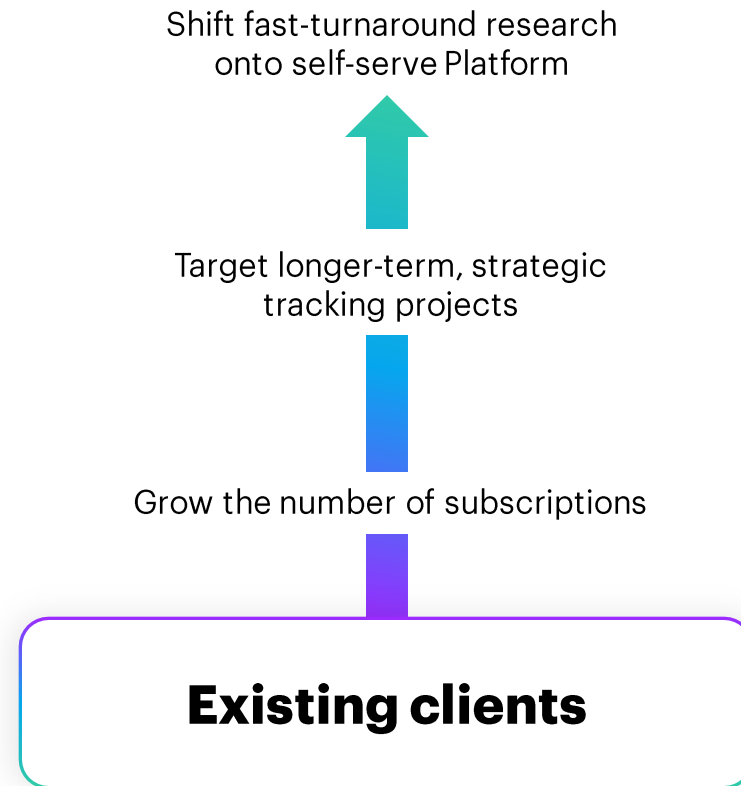 Shift fast-turnaround research
onto self-serve Platform
Target longer-term, strategic
tracking projects
Grow the number of subscriptions
Existing clients